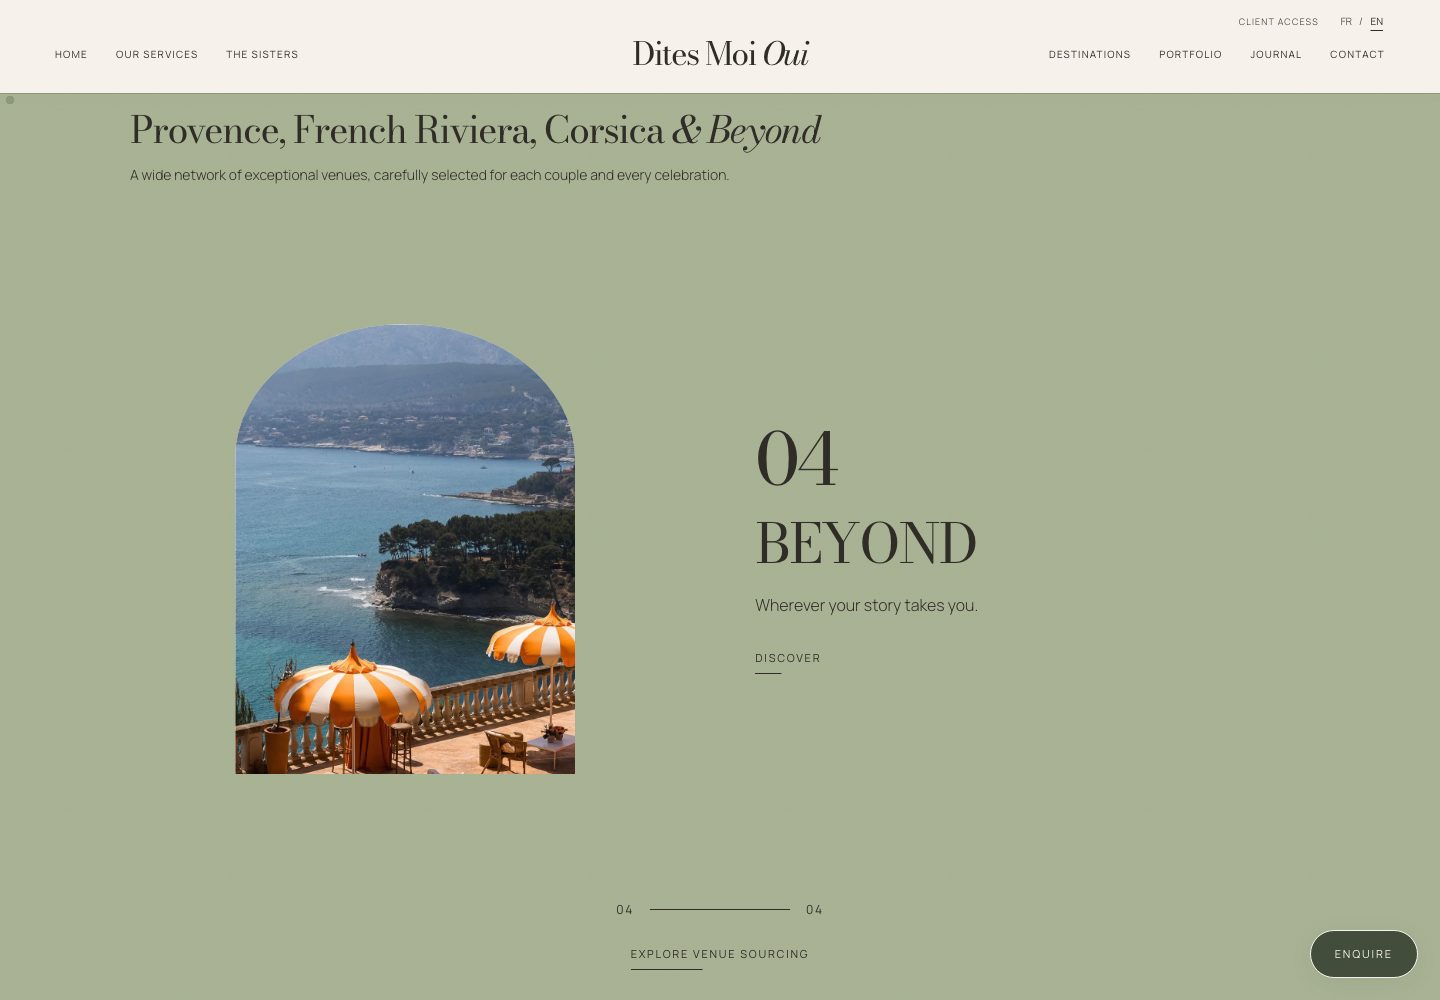 CLIENT ACCESS FR / EN
HOME OUR SERVICES THE SISTERS Dites Moi Oui DESTINATIONS PORTFOLIO JOURNAL CONTACT
Provence, French Riviera, Corsica & Beyond
A wide network of exceptional venues, carefully selected for each couple and every celebration.
04
BEYOND
Wherever your story takes you.
DISCOVER
04 04
EXPLORE VENUE SOURCING
ENQUIRE